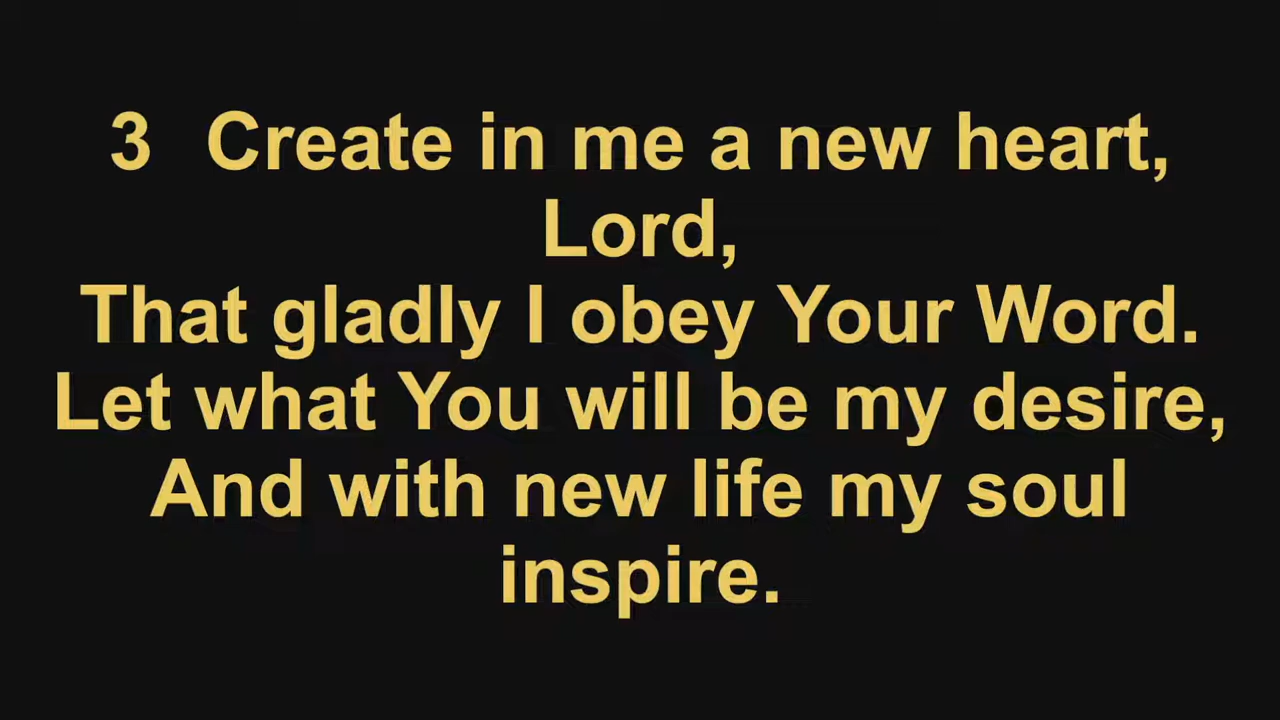 3 Create in me a new heart,
Lord,
That gladly I obey Your Word.
Let what You will be my desire,
And with new life my soul
inspire.